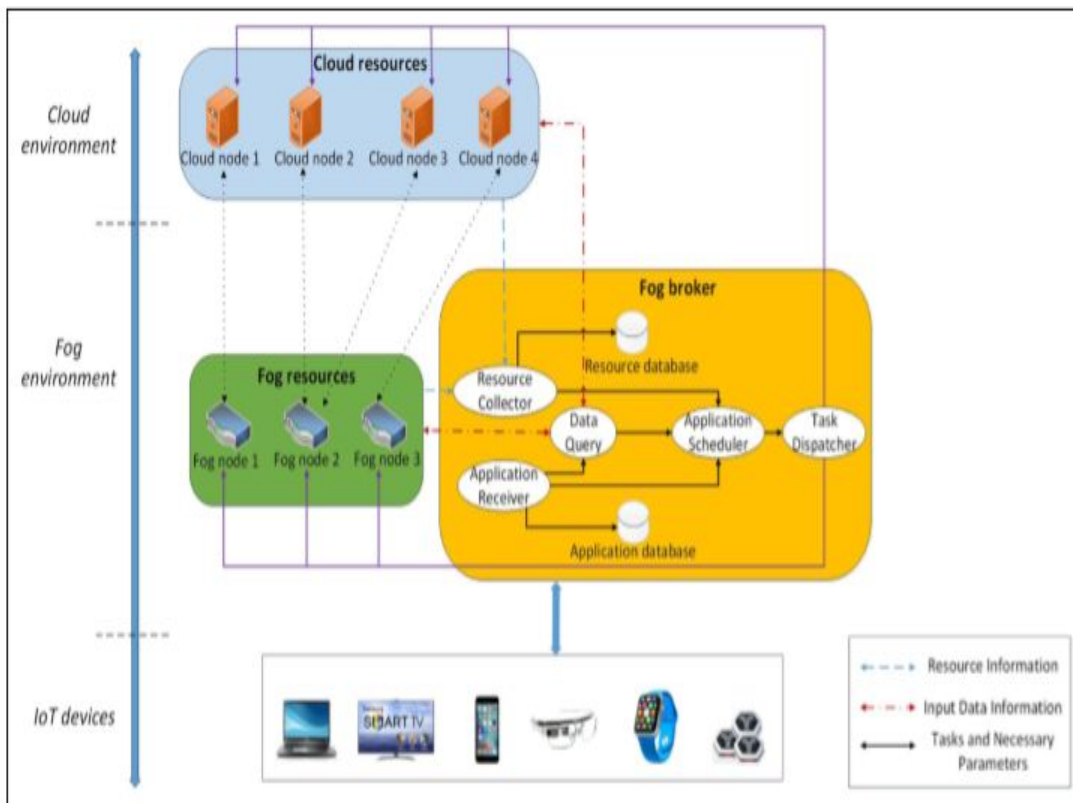 Cloud
environment
Fog
environment
IoT devices
Cloud resources
Cloud node 1
Cloud node 2
Cloud node 3
Cloud node 4
Fog broker
Resource database
Resource
Collector
Data
Query
Application
Scheduler
Task
Dispatcher
Application
Receiver
Application database
Fog resources
Fog node 1
Fog node 2
Fog node 3
SMART TV
Resource Information
Input Data Information
Tasks and Necessary
Parameters